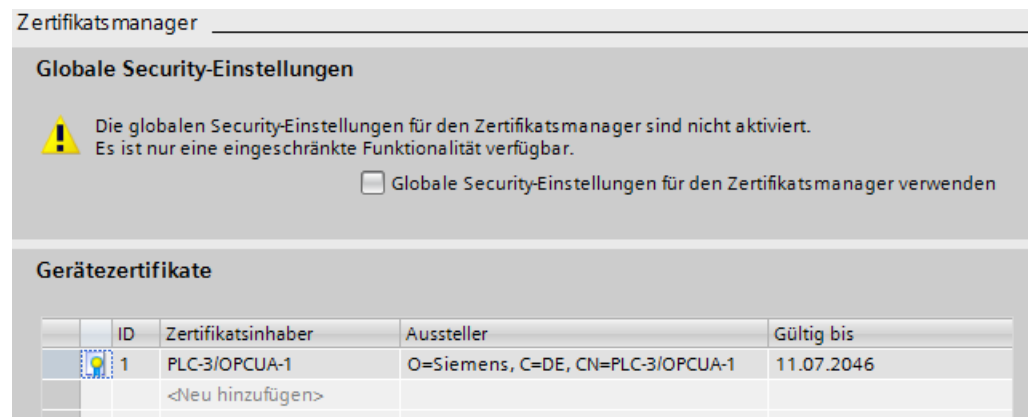 Zertifikatsmanager
Globale Security-Einstellungen
Die globalen Security-Einstellungen für den Zertifikatsmanager sind nicht aktiviert.
Es ist nur eine eingeschränkte Funktionalität verfügbar.
Globale Security-Einstellungen für den Zertifikatsmanager verwenden
Gerätezertifikate
ID Zertifikatsinhaber Aussteller Gültig bis
1 PLC-3/OPCUA-1 O=Siemens, C=DE, CN=PLC-3/OPCUA-1 11.07.2046
<Neu hinzufügen>